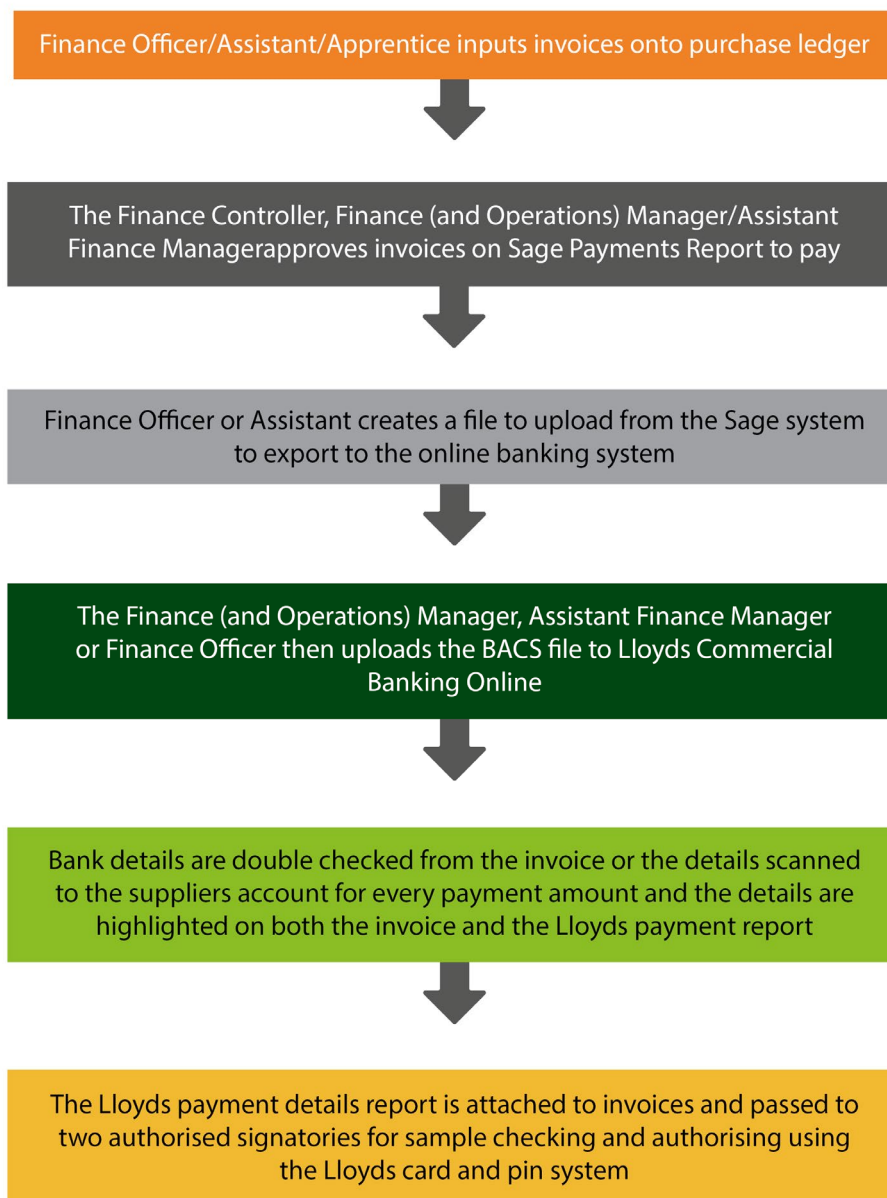 Finance Officer/Assistant/Apprentice inputs invoices onto purchase ledger
The Finance Controller, Finance (and Operations) Manager/Assistant
Finance Managerapproves invoices on Sage Payments Report to pay
Finance Officer or Assistant creates a file to upload from the Sage system
to export to the online banking system
The Finance (and Operations) Manager, Assistant Finance Manager
or Finance Officer then uploads the BACS file to Lloyds Commercial
Banking Online
Bank details are double checked from the invoice or the details scanned
to the suppliers account for every payment amount and the details are
highlighted on both the invoice and the Lloyds payment report
The Lloyds payment details report is attached to invoices and passed to
two authorised signatories for sample checking and authorising using
the Lloyds card and pin system